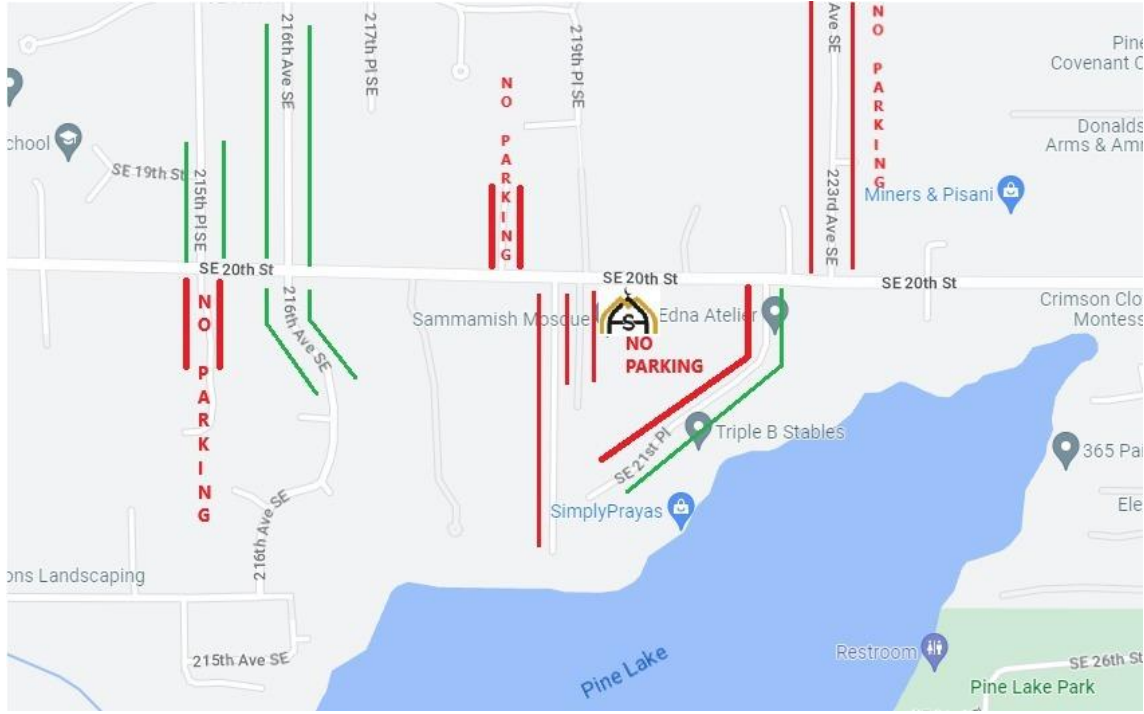 216th Ave SE
217th Pl SE
219th Pl SE
Ave SE
NO PARKING
Pine
Covenant C
NO PARKING
Donalds
Arms & Amm
chool
SE 19th St
215th Pl SE
223rd Ave SE
Miners & Pisani
SE 20th St
SE 20th St
SE 20th St
216th Ave SE
Sammamish Mosque
S
Edna Atelier
NO
PARKING
Crimson Clo
Montess
NO PARKING
SE 21st Pl
Triple B Stables
365 Pa
SimplyPrayas
Ele
216th Ave SE
ons Landscaping
215th Ave SE
Pine Lake
Restroom
SE 26th St
Pine Lake Park